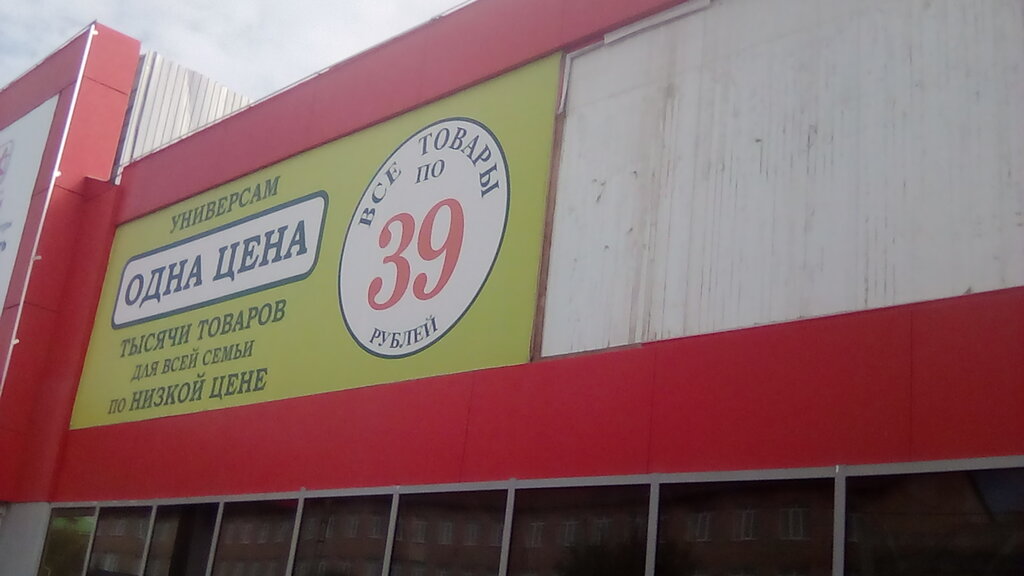 УНИВЕРСАМ
ОДНА ЦЕНА
ТЫСЯЧИ ТОВАРОВ
ДЛЯ ВСЕЙ СЕМЬИ
ПО НИЗКОЙ ЦЕНЕ
ВСЕ ТОВАРЫ
ПО
39
РУБЛЕЙ